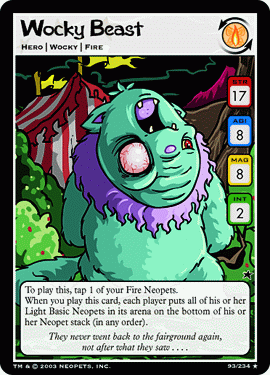 Wocky Beast
Hero | Wocky | Fire
STR
17
AGI
8
MAG
8
INT
2
To play this, tap 1 of your Fire Neopets.
When you play this card, each player puts all of his or her
Light Basic Neopets in its arena on the bottom of his or
her Neopet stack (in any order).
They never went back to the fairground again,
not after what they saw . . . .
TM & © 2003 NEOPETS, INC.
93/234 ★